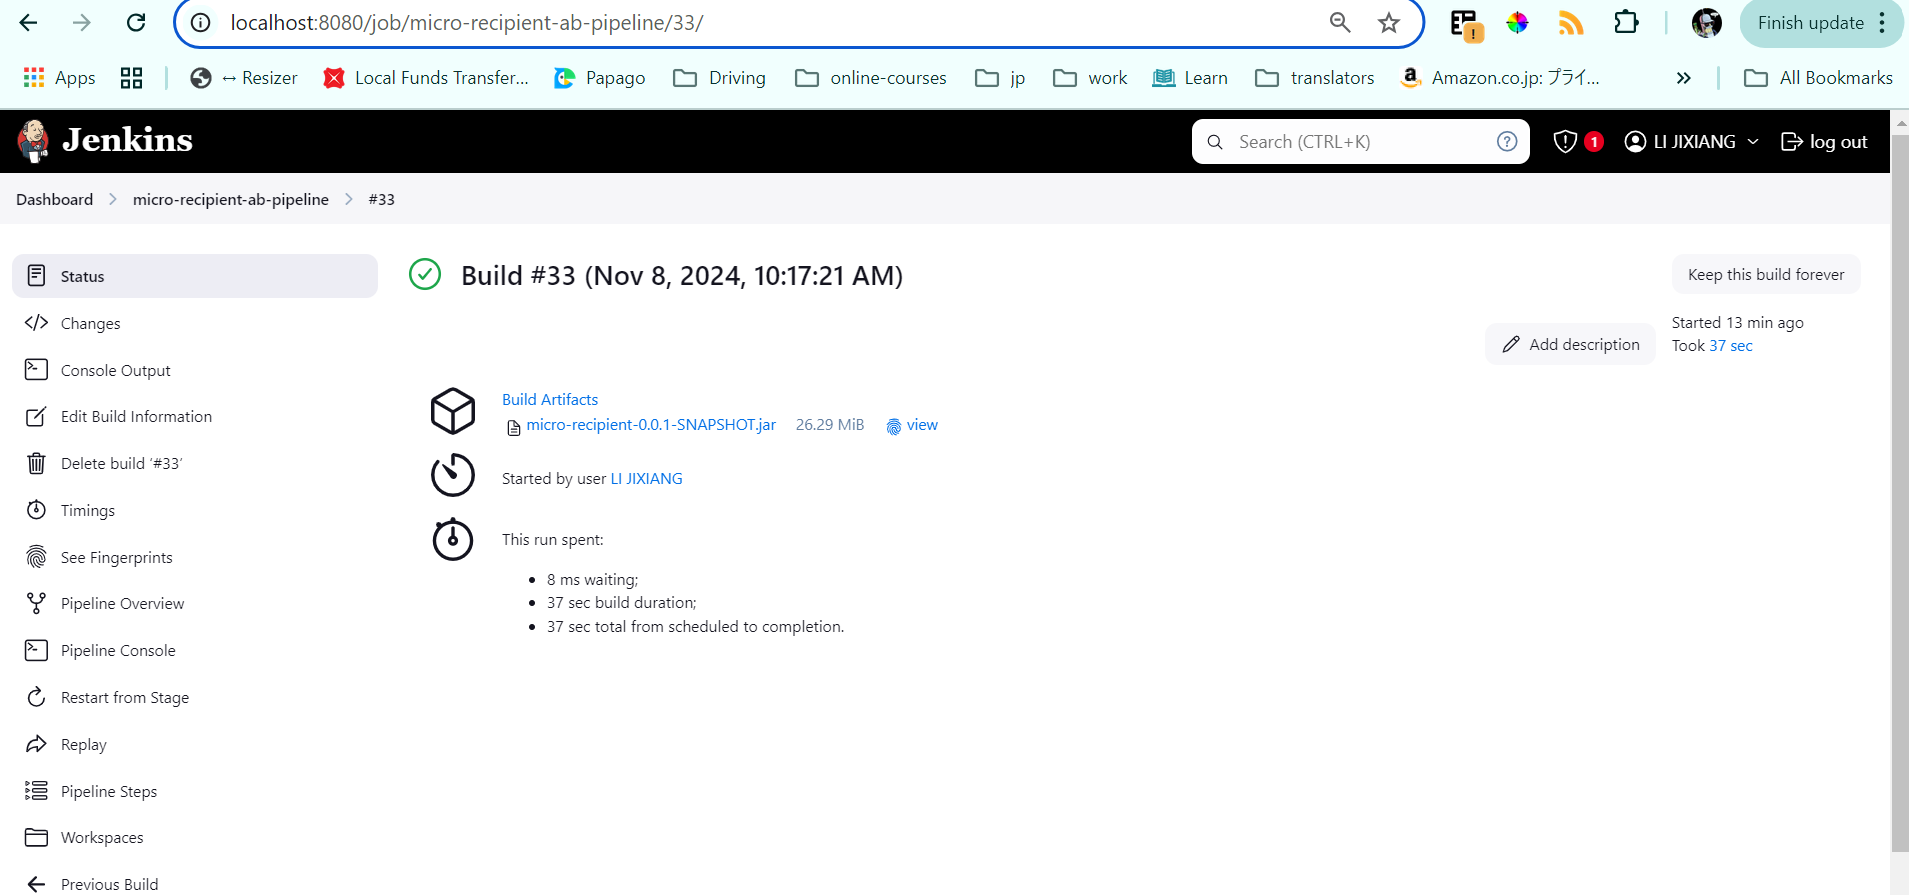 localhost:8080/job/micro-recipient-ab-pipeline/33/
Finish update
Apps
↔ Resizer
Local Funds Transfer...
Papago
Driving
online-courses
jp
work
Learn
translators
Amazon.co.jp: プライ...
»
All Bookmarks
Jenkins
Search (CTRL+K)
1
LI JIXIANG
log out
Dashboard
micro-recipient-ab-pipeline
#33
Status
Changes
Console Output
Edit Build Information
Delete build ‘#33’
Timings
See Fingerprints
Pipeline Overview
Pipeline Console
Restart from Stage
Replay
Pipeline Steps
Workspaces
Previous Build
Build #33 (Nov 8, 2024, 10:17:21 AM)
Keep this build forever
Add description
Started 13 min ago
Took 37 sec
Build Artifacts
micro-recipient-0.0.1-SNAPSHOT.jar 26.29 MiB view
Started by user LI JIXIANG
This run spent:
• 8 ms waiting;
• 37 sec build duration;
• 37 sec total from scheduled to completion.